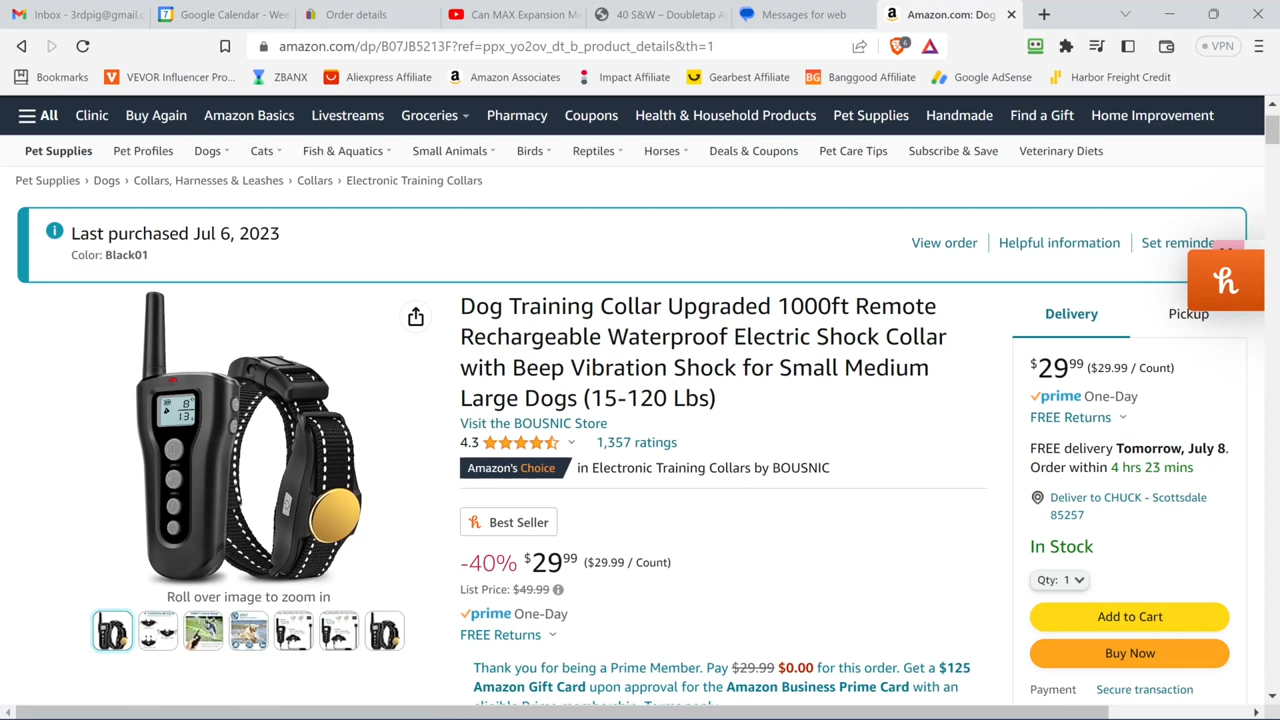 Inbox - 3rdpig@gmail.c
Google Calendar - Wee
Order details
Can MAX Expansion M
40 S&W – Doubletap A
Messages for web
Amazon.com: Dog
amazon.com/dp/B07JB5213F?ref=ppx_yo2ov_dt_b_product_details&th=1
6
VPN
Bookmarks
VEVOR Influencer Pro...
ZBANX
Aliexpress Affiliate
Amazon Associates
Impact Affiliate
Gearbest Affiliate
BG
Banggood Affiliate
Google AdSense
Harbor Freight Credit
All Clinic Buy Again Amazon Basics Livestreams Groceries Pharmacy Coupons Health & Household Products Pet Supplies Handmade Find a Gift Home Improvement
Pet Supplies Pet Profiles Dogs Cats Fish & Aquatics Small Animals Birds Reptiles Horses Deals & Coupons Pet Care Tips Subscribe & Save Veterinary Diets
Pet Supplies › Dogs › Collars, Harnesses & Leashes › Collars › Electronic Training Collars
Last purchased Jul 6, 2023
Color: Black01
View order
Helpful information
Set reminde
h
Dog Training Collar Upgraded 1000ft Remote
Rechargeable Waterproof Electric Shock Collar
with Beep Vibration Shock for Small Medium
Large Dogs (15-120 Lbs)
Visit the BOUSNIC Store
4.3
1,357 ratings
Amazon's Choice in Electronic Training Collars by BOUSNIC
h Best Seller
-40% $29⁹⁹ ($29.99 / Count)
List Price: $49.99
prime One-Day
FREE Returns
Thank you for being a Prime Member. Pay $29.99 $0.00 for this order. Get a $125
Amazon Gift Card upon approval for the Amazon Business Prime Card with an
Roll over image to zoom in
Delivery
Pickup
$29⁹⁹ ($29.99 / Count)
prime One-Day
FREE Returns
FREE delivery Tomorrow, July 8.
Order within 4 hrs 23 mins
Deliver to CHUCK - Scottsdale
85257
In Stock
Qty: 1
Add to Cart
Buy Now
Payment Secure transaction